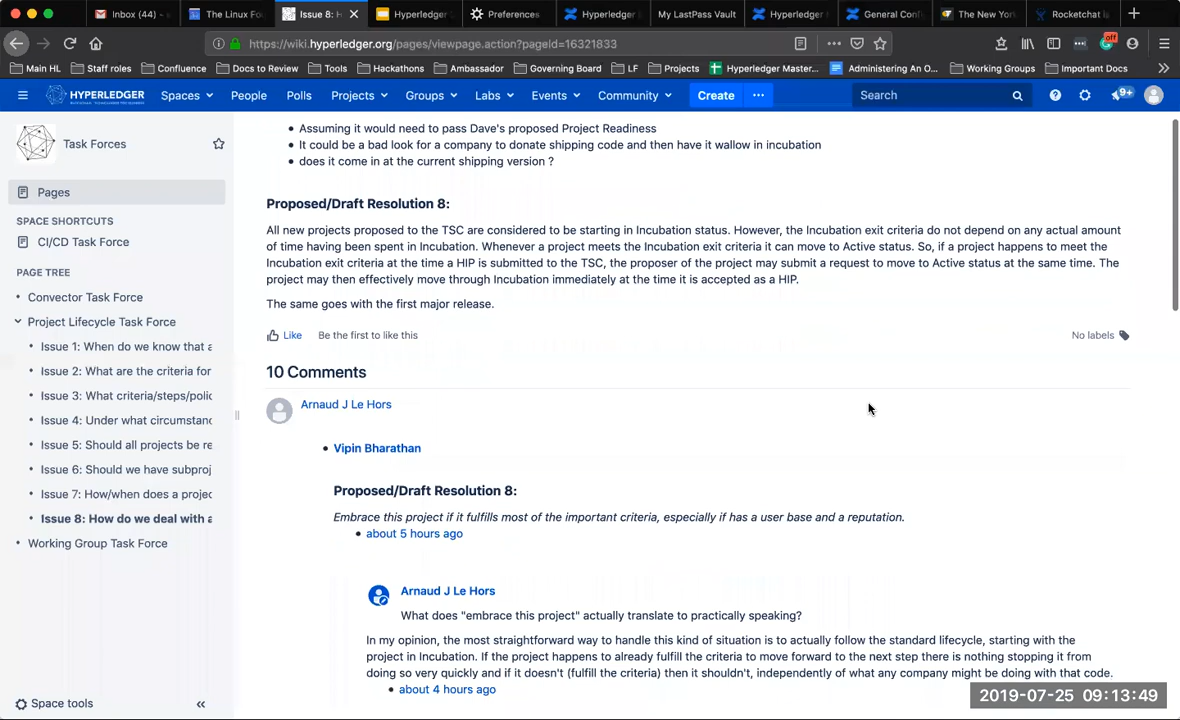 Inbox (44) –
The Linux Fou
Issue 8: H
Hyperledger
Preferences
Hyperledger
My LastPass Vault
Hyperledger
General Conf
The New York
Rocketchat l
https://wiki.hyperledger.org/pages/viewpage.action?pageId=16321833
off
Main HL
Staff roles
Confluence
Docs to Review
Tools
Hackathons
Ambassador
Governing Board
LF
Projects
Hyperledger Master...
Administering An O...
Working Groups
Important Docs
HYPERLEDGER
Spaces
People
Polls
Projects
Groups
Labs
Events
Community
Create
Search
9+
Task Forces
Pages
SPACE SHORTCUTS
CI/CD Task Force
PAGE TREE
Convector Task Force
Project Lifecycle Task Force
Issue 1: When do we know that a
Issue 2: What are the criteria for
Issue 3: What criteria/steps/polic
Issue 4: Under what circumstanc
Issue 5: Should all projects be re
Issue 6: Should we have subproj
Issue 7: How/when does a projec
Issue 8: How do we deal with a
Working Group Task Force
Space tools
Assuming it would need to pass Dave's proposed Project Readiness
It could be a bad look for a company to donate shipping code and then have it wallow in incubation
does it come in at the current shipping version ?
Proposed/Draft Resolution 8:
All new projects proposed to the TSC are considered to be starting in Incubation status. However, the Incubation exit criteria do not depend on any actual amount
of time having been spent in Incubation. Whenever a project meets the Incubation exit criteria it can move to Active status. So, if a project happens to meet the
Incubation exit criteria at the time a HIP is submitted to the TSC, the proposer of the project may submit a request to move to Active status at the same time. The
project may then effectively move through Incubation immediately at the time it is accepted as a HIP.
The same goes with the first major release.
Like
Be the first to like this
No labels
10 Comments
Arnaud J Le Hors
Vipin Bharathan
Proposed/Draft Resolution 8:
Embrace this project if it fulfills most of the important criteria, especially if has a user base and a reputation.
about 5 hours ago
Arnaud J Le Hors
What does "embrace this project" actually translate to practically speaking?
In my opinion, the most straightforward way to handle this kind of situation is to actually follow the standard lifecycle, starting with the
project in Incubation. If the project happens to already fulfill the criteria to move forward to the next step there is nothing stopping it from
doing so very quickly and if it doesn't (fulfill the criteria) then it shouldn't, independently of what any company might be doing with that code.
about 4 hours ago
2019-07-25 09:13:49